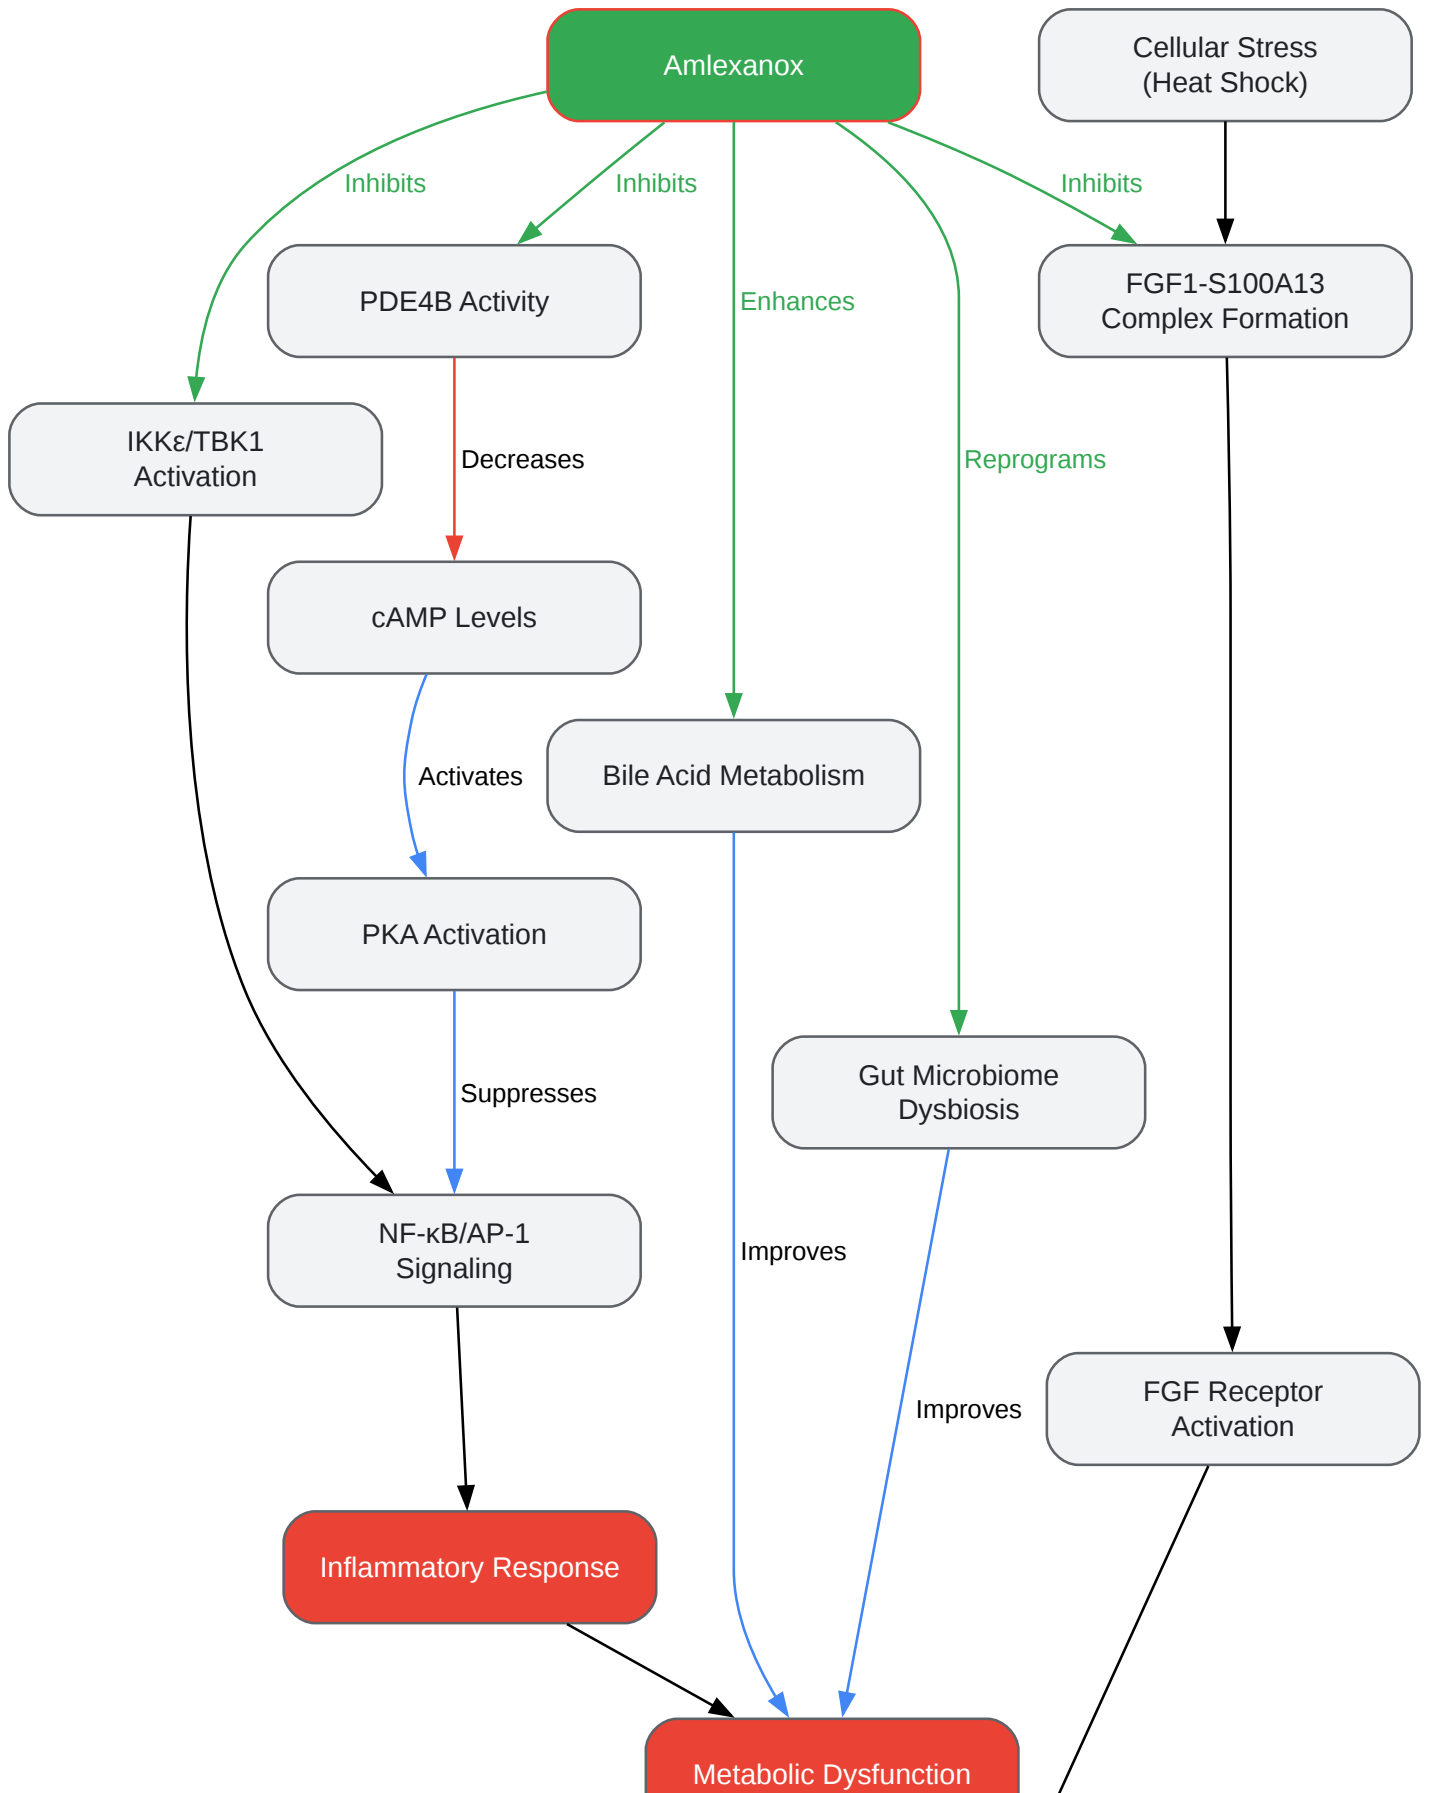 Amlexanox
Cellular Stress
(Heat Shock)
Inhibits
Inhibits
Inhibits
PDE4B Activity
Enhances
FGF1-S100A13
Complex Formation
IKKε/TBK1
Activation
Decreases
Reprograms
cAMP Levels
Activates
Bile Acid Metabolism
PKA Activation
Suppresses
Gut Microbiome
Dysbiosis
NF-κB/AP-1
Signaling
Improves
Improves
FGF Receptor
Activation
Inflammatory Response
Metabolic Dysfunction